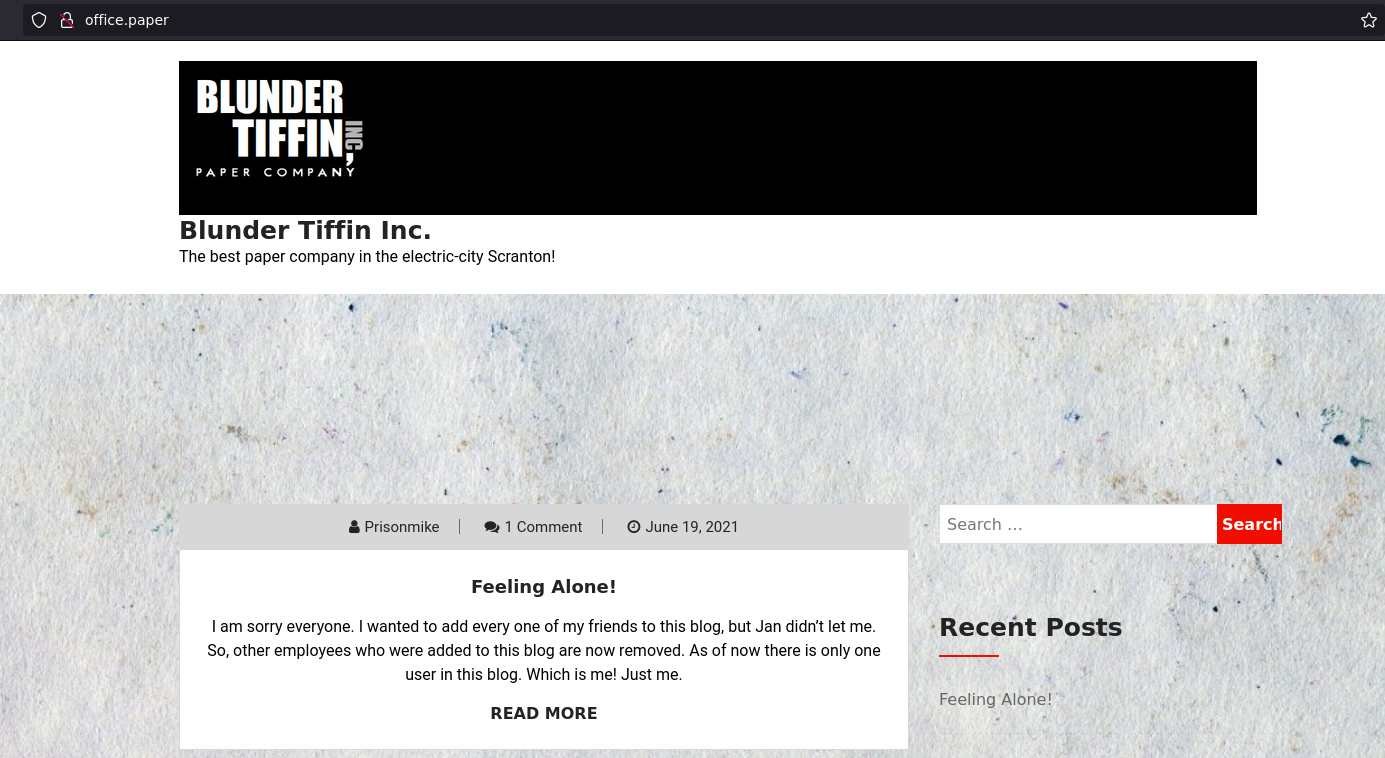 office.paper
BLUNDER
TIFFIN,
INC
PAPER COMPANY
Blunder Tiffin Inc.
The best paper company in the electric-city Scranton!
Prisonmike
1 Comment
June 19, 2021
Search …
Search
Feeling Alone!
I am sorry everyone. I wanted to add every one of my friends to this blog, but Jan didn’t let me.
So, other employees who were added to this blog are now removed. As of now there is only one
user in this blog. Which is me! Just me.
READ MORE
Recent Posts
Feeling Alone!